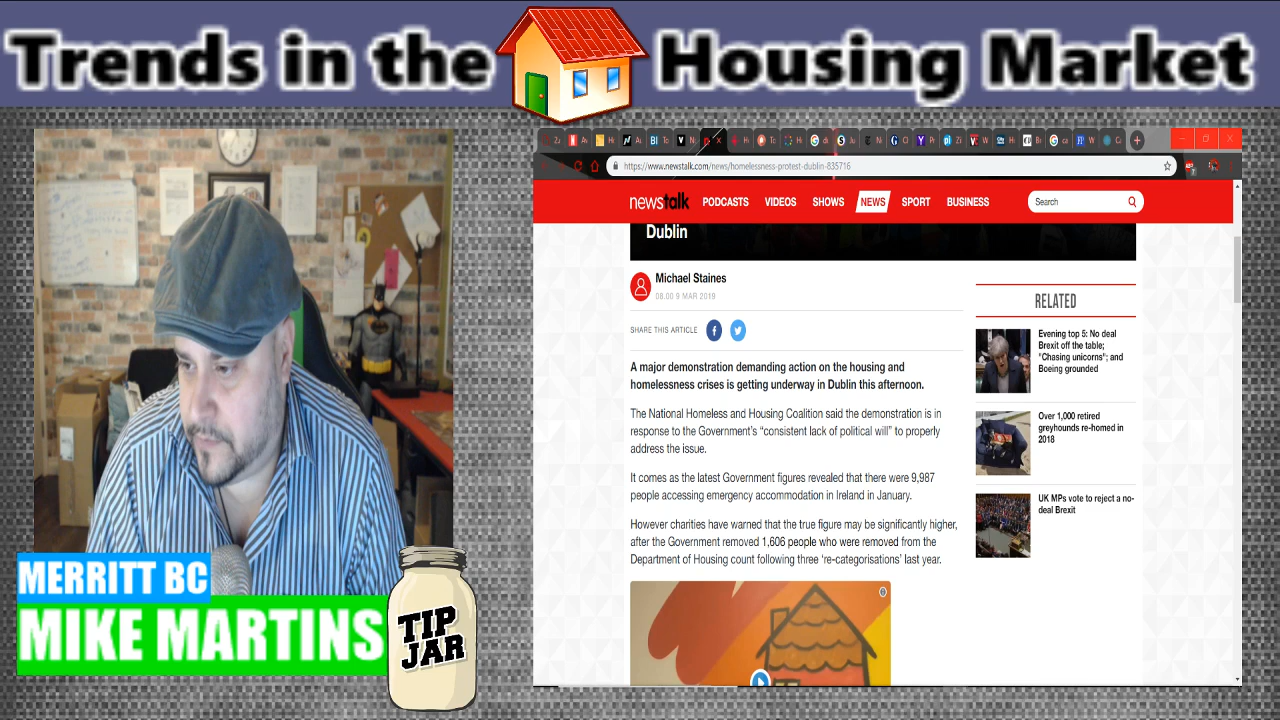 Trends in the Housing Market
https://www.newstalk.com/news/homelessness-protest-dublin-835716
newstalk PODCASTS VIDEOS SHOWS NEWS SPORT BUSINESS Search
Dublin
Michael Staines
08.00 9 MAR 2019
SHARE THIS ARTICLE
A major demonstration demanding action on the housing and
homelessness crises is getting underway in Dublin this afternoon.
The National Homeless and Housing Coalition said the demonstration is in
response to the Government's “consistent lack of political will” to properly
address the issue.
It comes as the latest Government figures revealed that there were 9,987
people accessing emergency accommodation in Ireland in January.
However charities have warned that the true figure may be significantly higher,
after the Government removed 1,606 people who were removed from the
Department of Housing count following three ‘re-categorisations’ last year.
RELATED
Evening top 5: No deal
Brexit off the table;
"Chasing unicorns"; and
Boeing grounded
Over 1,000 retired
greyhounds re-homed in
2018
UK MPs vote to reject a no-
deal Brexit
MERRITT BC
MIKE MARTINS
TIP
JAR